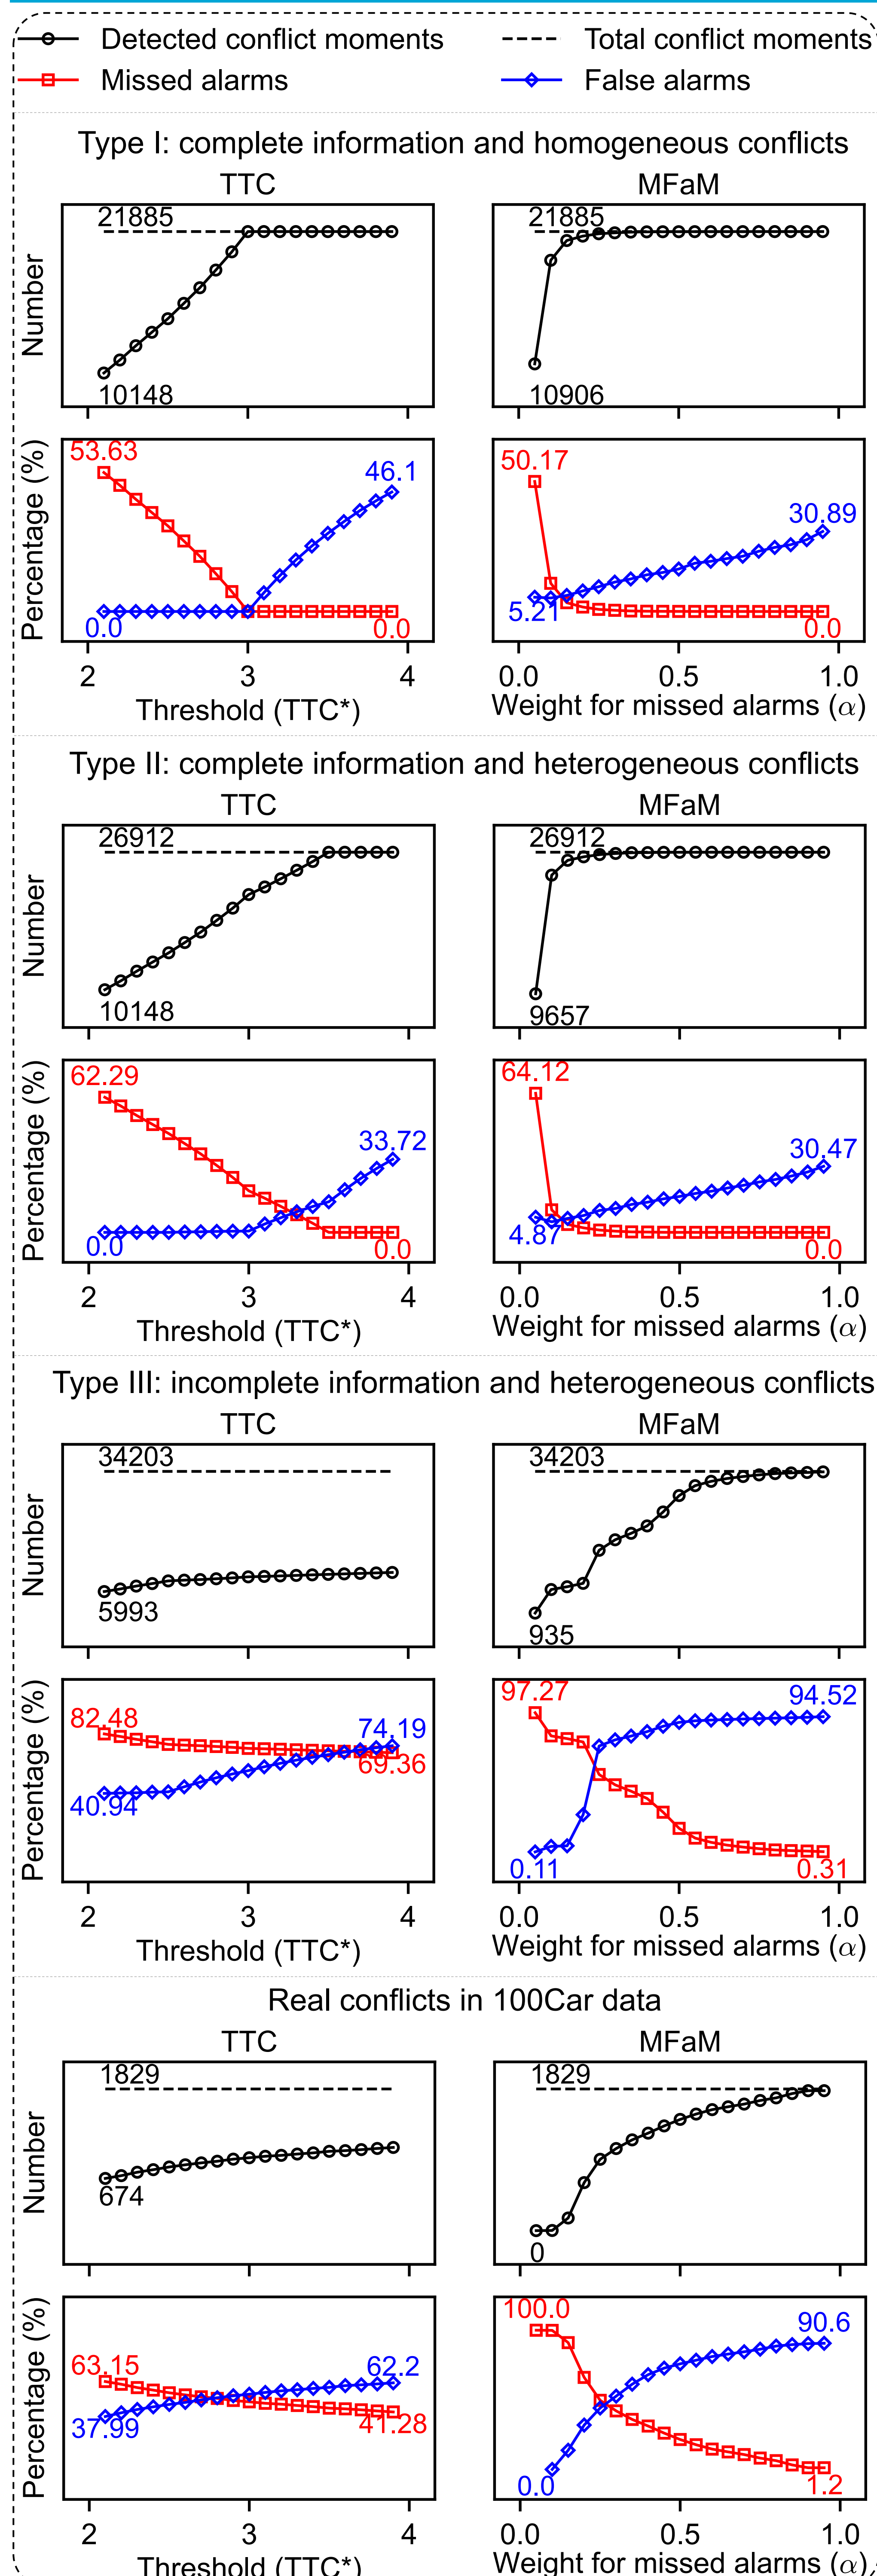 Detected conflict moments
Total conflict moments
Missed alarms
False alarms
Type I: complete information and homogeneous conflicts
TTC
MFaM
Number
21885
10148
21885
10906
Percentage (%)
53.63
46.1
0.0
0.0
50.17
30.89
5.21
0.0
2 3 4
0.0 0.5 1.0
Threshold (TTC*)
Weight for missed alarms (α)
Type II: complete information and heterogeneous conflicts
TTC
MFaM
Number
26912
10148
26912
9657
Percentage (%)
62.29
33.72
0.0
0.0
64.12
30.47
4.87
0.0
2 3 4
0.0 0.5 1.0
Threshold (TTC*)
Weight for missed alarms (α)
Type III: incomplete information and heterogeneous conflicts
TTC
MFaM
Number
34203
5993
34203
935
Percentage (%)
82.48
74.19
69.36
40.94
97.27
94.52
0.11
0.31
2 3 4
0.0 0.5 1.0
Threshold (TTC*)
Weight for missed alarms (α)
Real conflicts in 100Car data
TTC
MFaM
Number
1829
674
1829
0
Percentage (%)
63.15
62.2
37.99
41.28
100.0
90.6
0.0
1.2
2 3 4
0.0 0.5 1.0
Threshold (TTC*)
Weight for missed alarms (α)